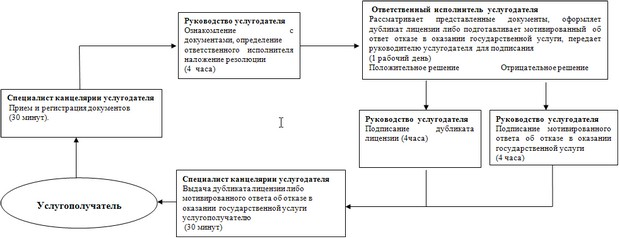 Руководство услугодателя
Ознакомление с
документами, определение
ответственного исполнителя
наложение резолюции
(4 часа)
Ответственный исполнитель услугодателя
Рассматривает представленные документы, оформляет
дубликат лицензии либо подготавливает мотивированный об
ответ отказе в оказании государственной услуги, передает
руководителю услугодателя для подписания
(1 рабочий день)
Положительное решение Отрицательное решение
Специалист канцелярии услугодателя
Прием и регистрация документов
(30 минут).
Руководство услугодателя
Подписание дубликата
лицензии (4часа)
Руководство услугодателя
Подписание мотивированного
ответа об отказе в оказании
государственной услуги
(4 часа)
Специалист канцелярии услугодателя
Выдача дубликата лицензии либо
мотивированного ответа об отказе в
оказании государственной услуги
услугополучателю
(30 минут)
Услугополучатель